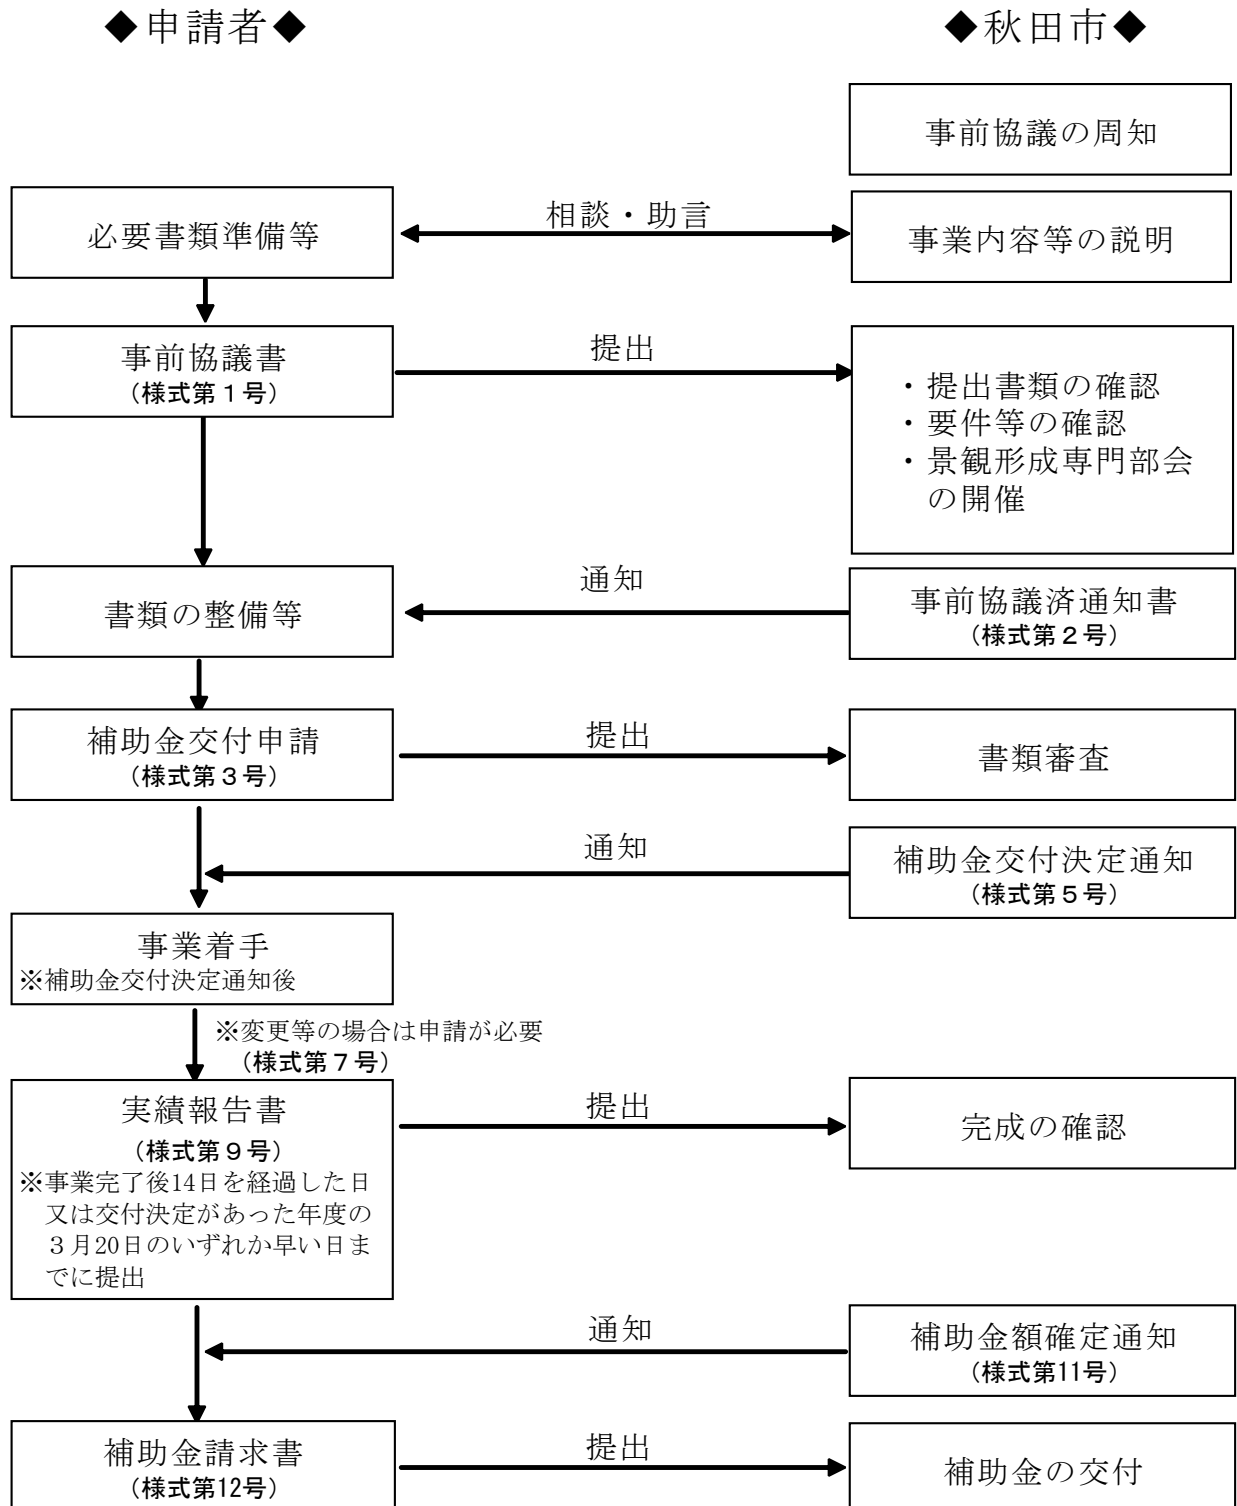 ◆申請者◆
◆秋田市◆
事前協議の周知
必要書類準備等
相談・助言
事業内容等の説明
事前協議書
（様式第１号）
提出
・提出書類の確認
・要件等の確認
・景観形成専門部会
の開催
書類の整備等
通知
事前協議済通知書
（様式第２号）
補助金交付申請
（様式第３号）
提出
書類審査
通知
補助金交付決定通知
（様式第５号）
事業着手
※補助金交付決定通知後
※変更等の場合は申請が必要
（様式第７号）
実績報告書
（様式第９号）
※事業完了後14日を経過した日
又は交付決定があった年度の
３月20日のいずれか早い日ま
でに提出
提出
完成の確認
通知
補助金額確定通知
（様式第11号）
補助金請求書
（様式第12号）
提出
補助金の交付